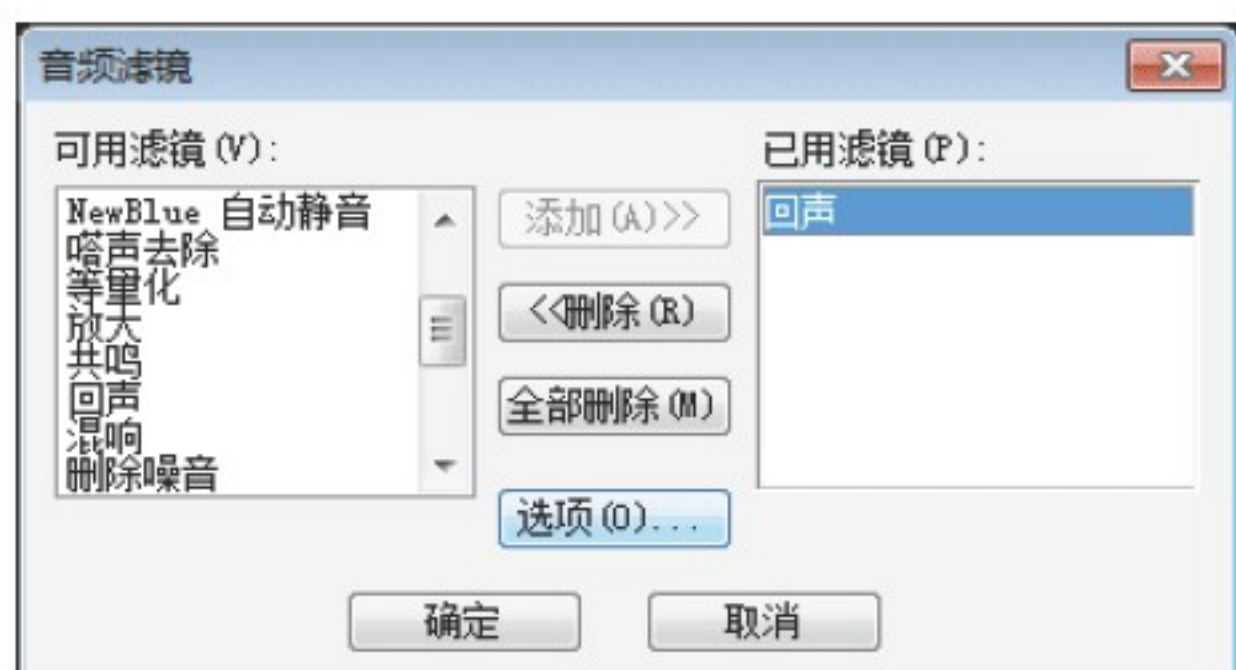 音频滤镜
可用滤镜(V):
已用滤镜(P):
NewBlue 自动静音
嗒声去除
等量化
放大
共鸣
回声
混响
删除噪音
添加(A)>>
<<删除(R)
全部删除(M)
选项(O)...
回声
确定
取消